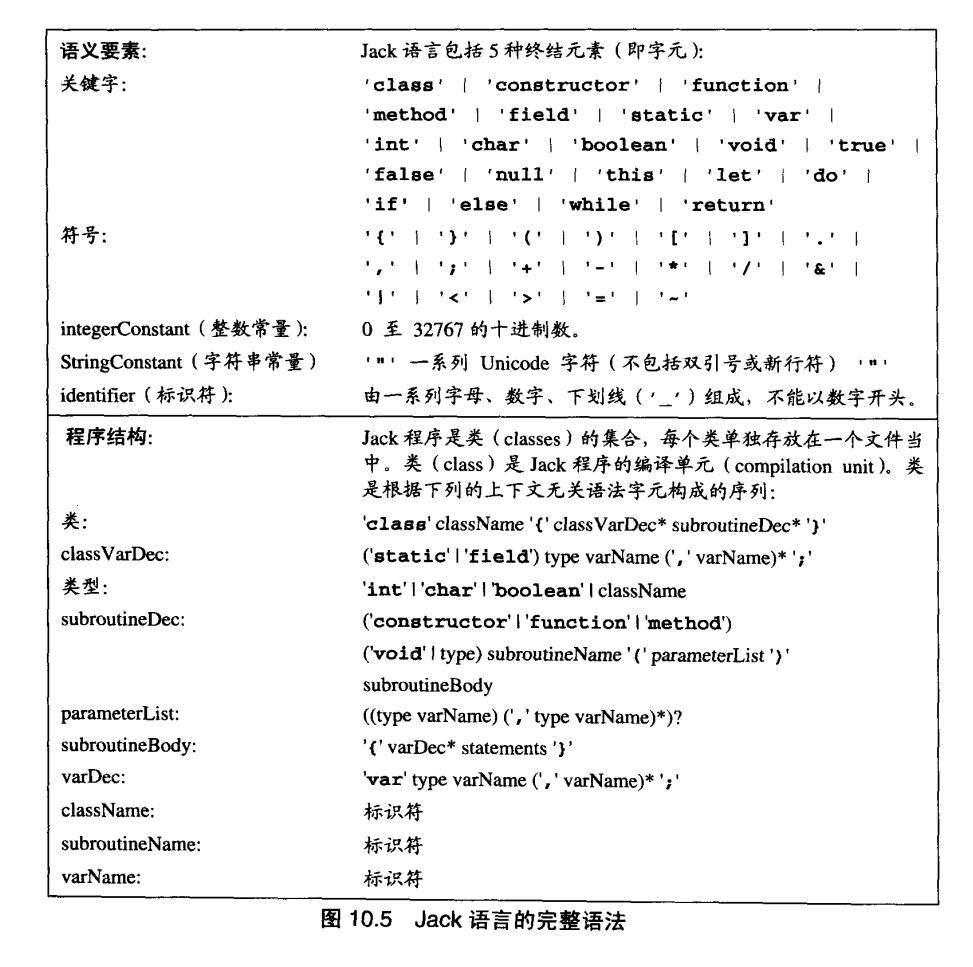 语义要素: Jack 语言包括 5 种终结元素（即字元）:
关键字: 'class' | 'constructor' | 'function' |
'method' | 'field' | 'static' | 'var' |
'int' | 'char' | 'boolean' | 'void' | 'true' |
'false' | 'null' | 'this' | 'let' | 'do' |
'if' | 'else' | 'while' | 'return'
符号: '{' | '}' | '(' | ')' | '[' | ']' | '.' |
',' | ';' | '+' | '-' | '*' | '/' | '&' |
'|' | '<' | '>' | '=' | '~'
integerConstant（整数常量）: 0 至 32767 的十进制数。
StringConstant（字符串常量） '"' 一系列 Unicode 字符（不包括双引号或新行符） '"'
identifier（标识符）: 由一系列字母、数字、下划线（'_'）组成，不能以数字开头。
程序结构: Jack 程序是类（classes）的集合，每个类单独存放在一个文件当
中。类（class）是 Jack 程序的编译单元（compilation unit）。类
是根据下列的上下文无关语法字元构成的序列：
类: 'class' className '{' classVarDec* subroutineDec* '}'
classVarDec: ('static'|'field') type varName (',' varName)* ';'
类型: 'int'|'char'|'boolean'|className
subroutineDec: ('constructor'|'function'|'method')
('void'|type) subroutineName '(' parameterList ')'
subroutineBody
parameterList: ((type varName) (',' type varName)*)?
subroutineBody: '{' varDec* statements '}'
varDec: 'var' type varName (',' varName)* ';'
className: 标识符
subroutineName: 标识符
varName: 标识符
图 10.5 Jack 语言的完整语法